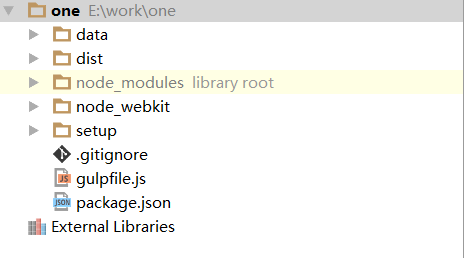 one E:\work\one
data
dist
node_modules library root
node_webkit
setup
.gitignore
gulpfile.js
package.json
External Libraries